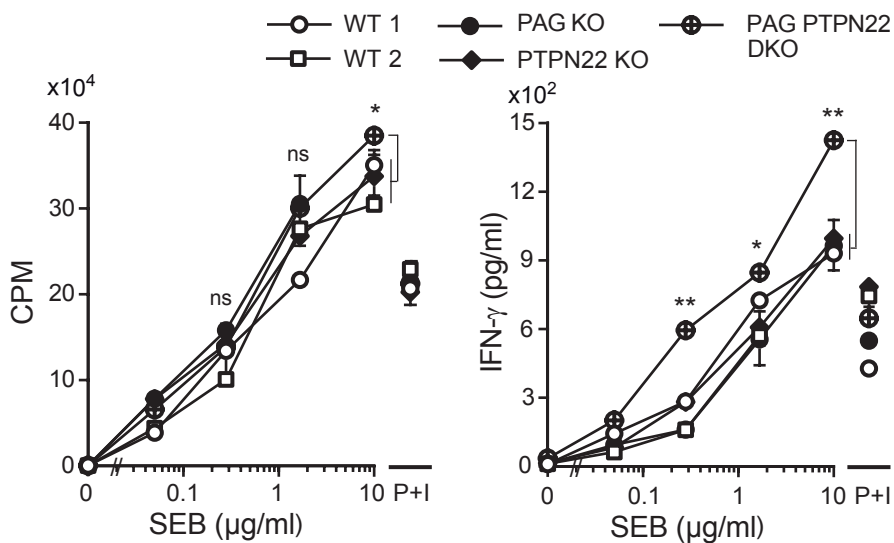 WT 1
PAG KO
PAG PTPN22
DKO
WT 2
PTPN22 KO
x10⁴
40
30
20
10
0
CPM
ns
ns
*
0
0.1
1
10
P+I
SEB (µg/ml)
x10²
15
12
9
6
3
0
IFN-γ (pg/ml)
**
*
**
0
0.1
1
10
P+I
SEB (µg/ml)